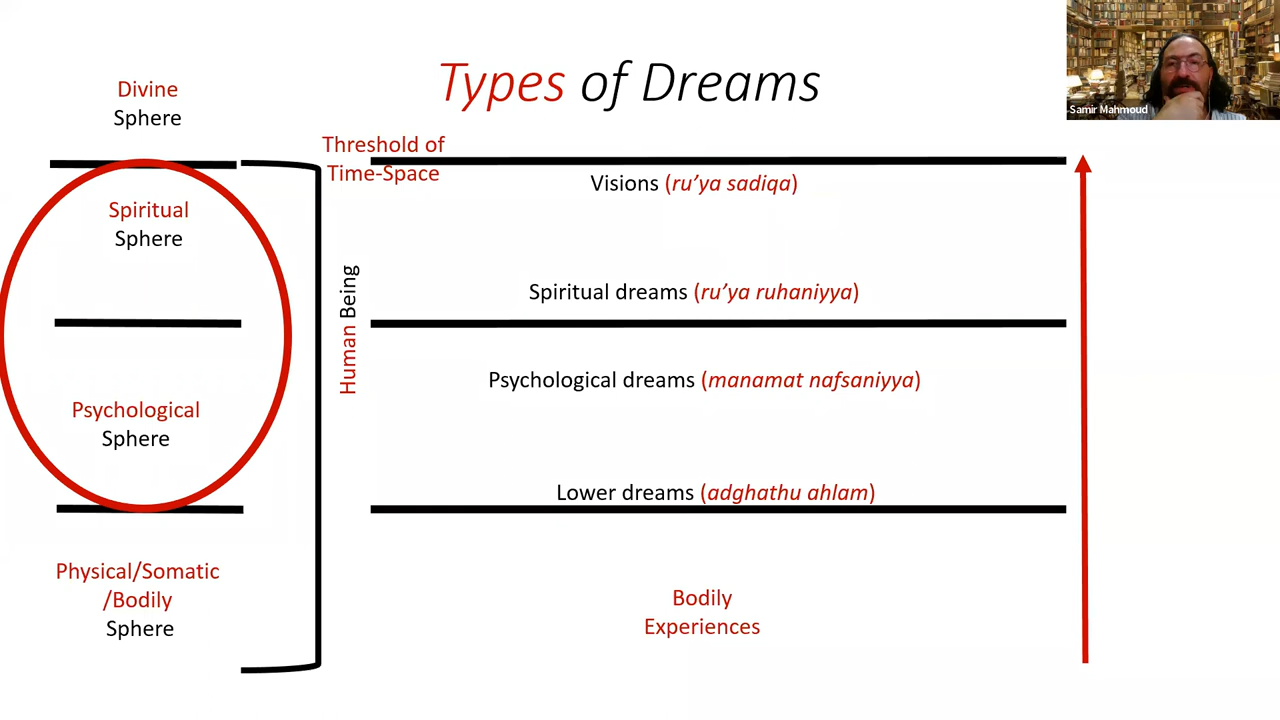 Types of Dreams
Samir Mahmoud
Divine
Sphere
Threshold of
Time-Space
Visions (ru’ya sadiqa)
Spiritual
Sphere
Human Being
Spiritual dreams (ru’ya ruhaniyya)
Psychological dreams (manamat nafsaniyya)
Psychological
Sphere
Lower dreams (adghathu ahlam)
Physical/Somatic
/Bodily
Sphere
Bodily
Experiences